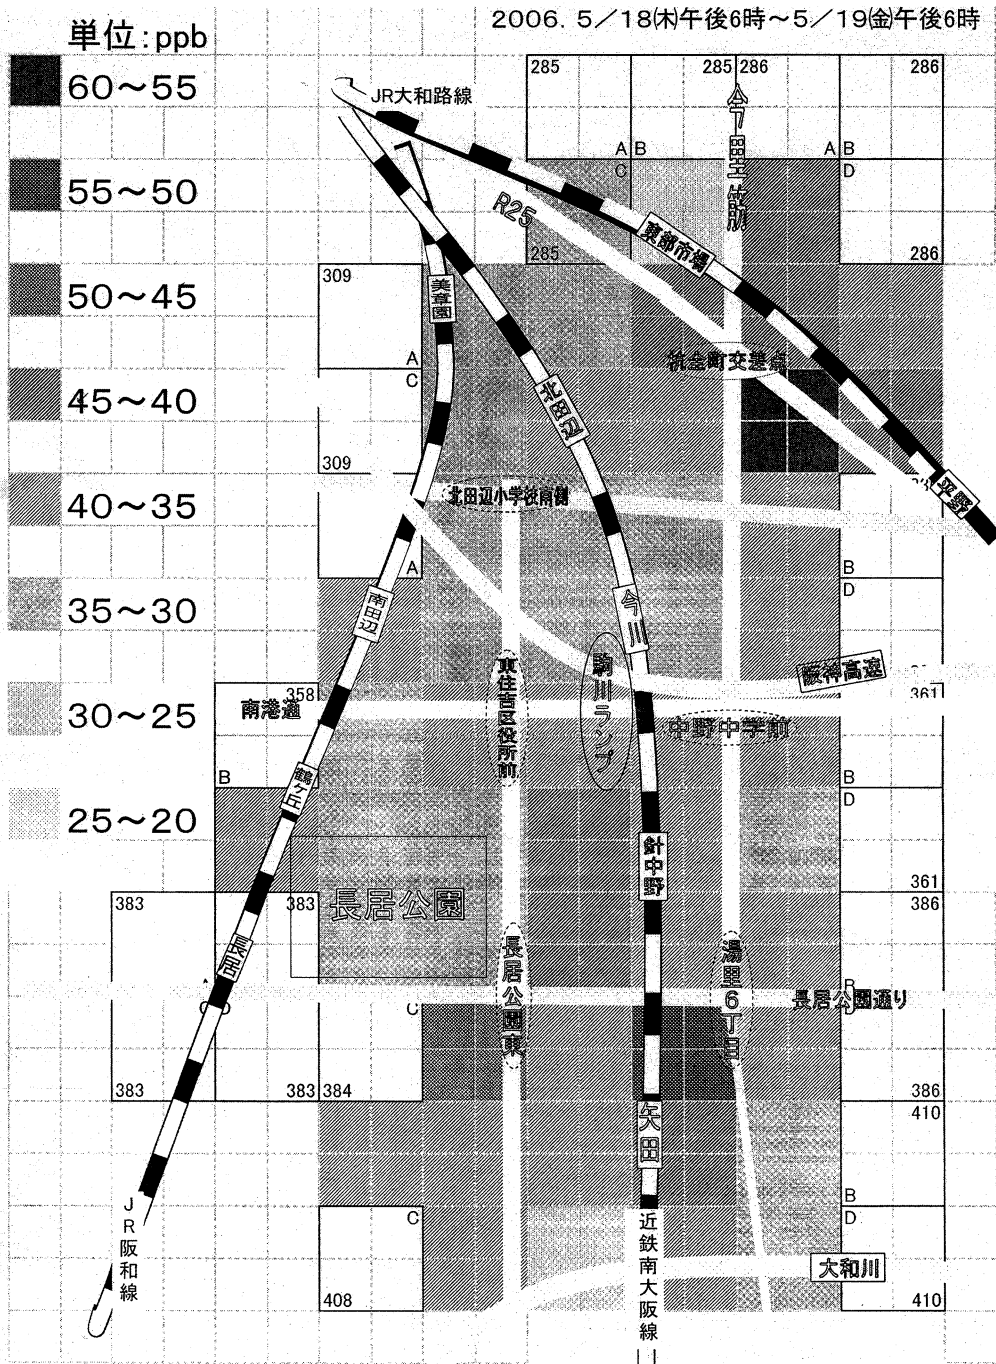 2006. 5/18㈭午後6時～5/19㈮午後6時
単位:ppb
60～55
55～50
50～45
45～40
40～35
35～30
30～25
25～20
285
285
286
286
JR大和路線
今里筋
A
B
A
B
C
D
R25
東部市場
285
286
309
美章園
A
C
杭全町交差点
北田辺
309
平野
北田辺小学校南側
A
B
D
南田辺
今川
駒川ランプ
東住吉区役所前
阪神高速
358
361
南港通
中野中学前
鶴ケ丘
B
B
D
針中野
361
383
383
386
長居公園
長居
長居公園東
湯里6丁目
長居公園通り
B
C
383
383
384
386
矢田
410
B
D
C
JR阪和線
近鉄南大阪線
大和川
408
410